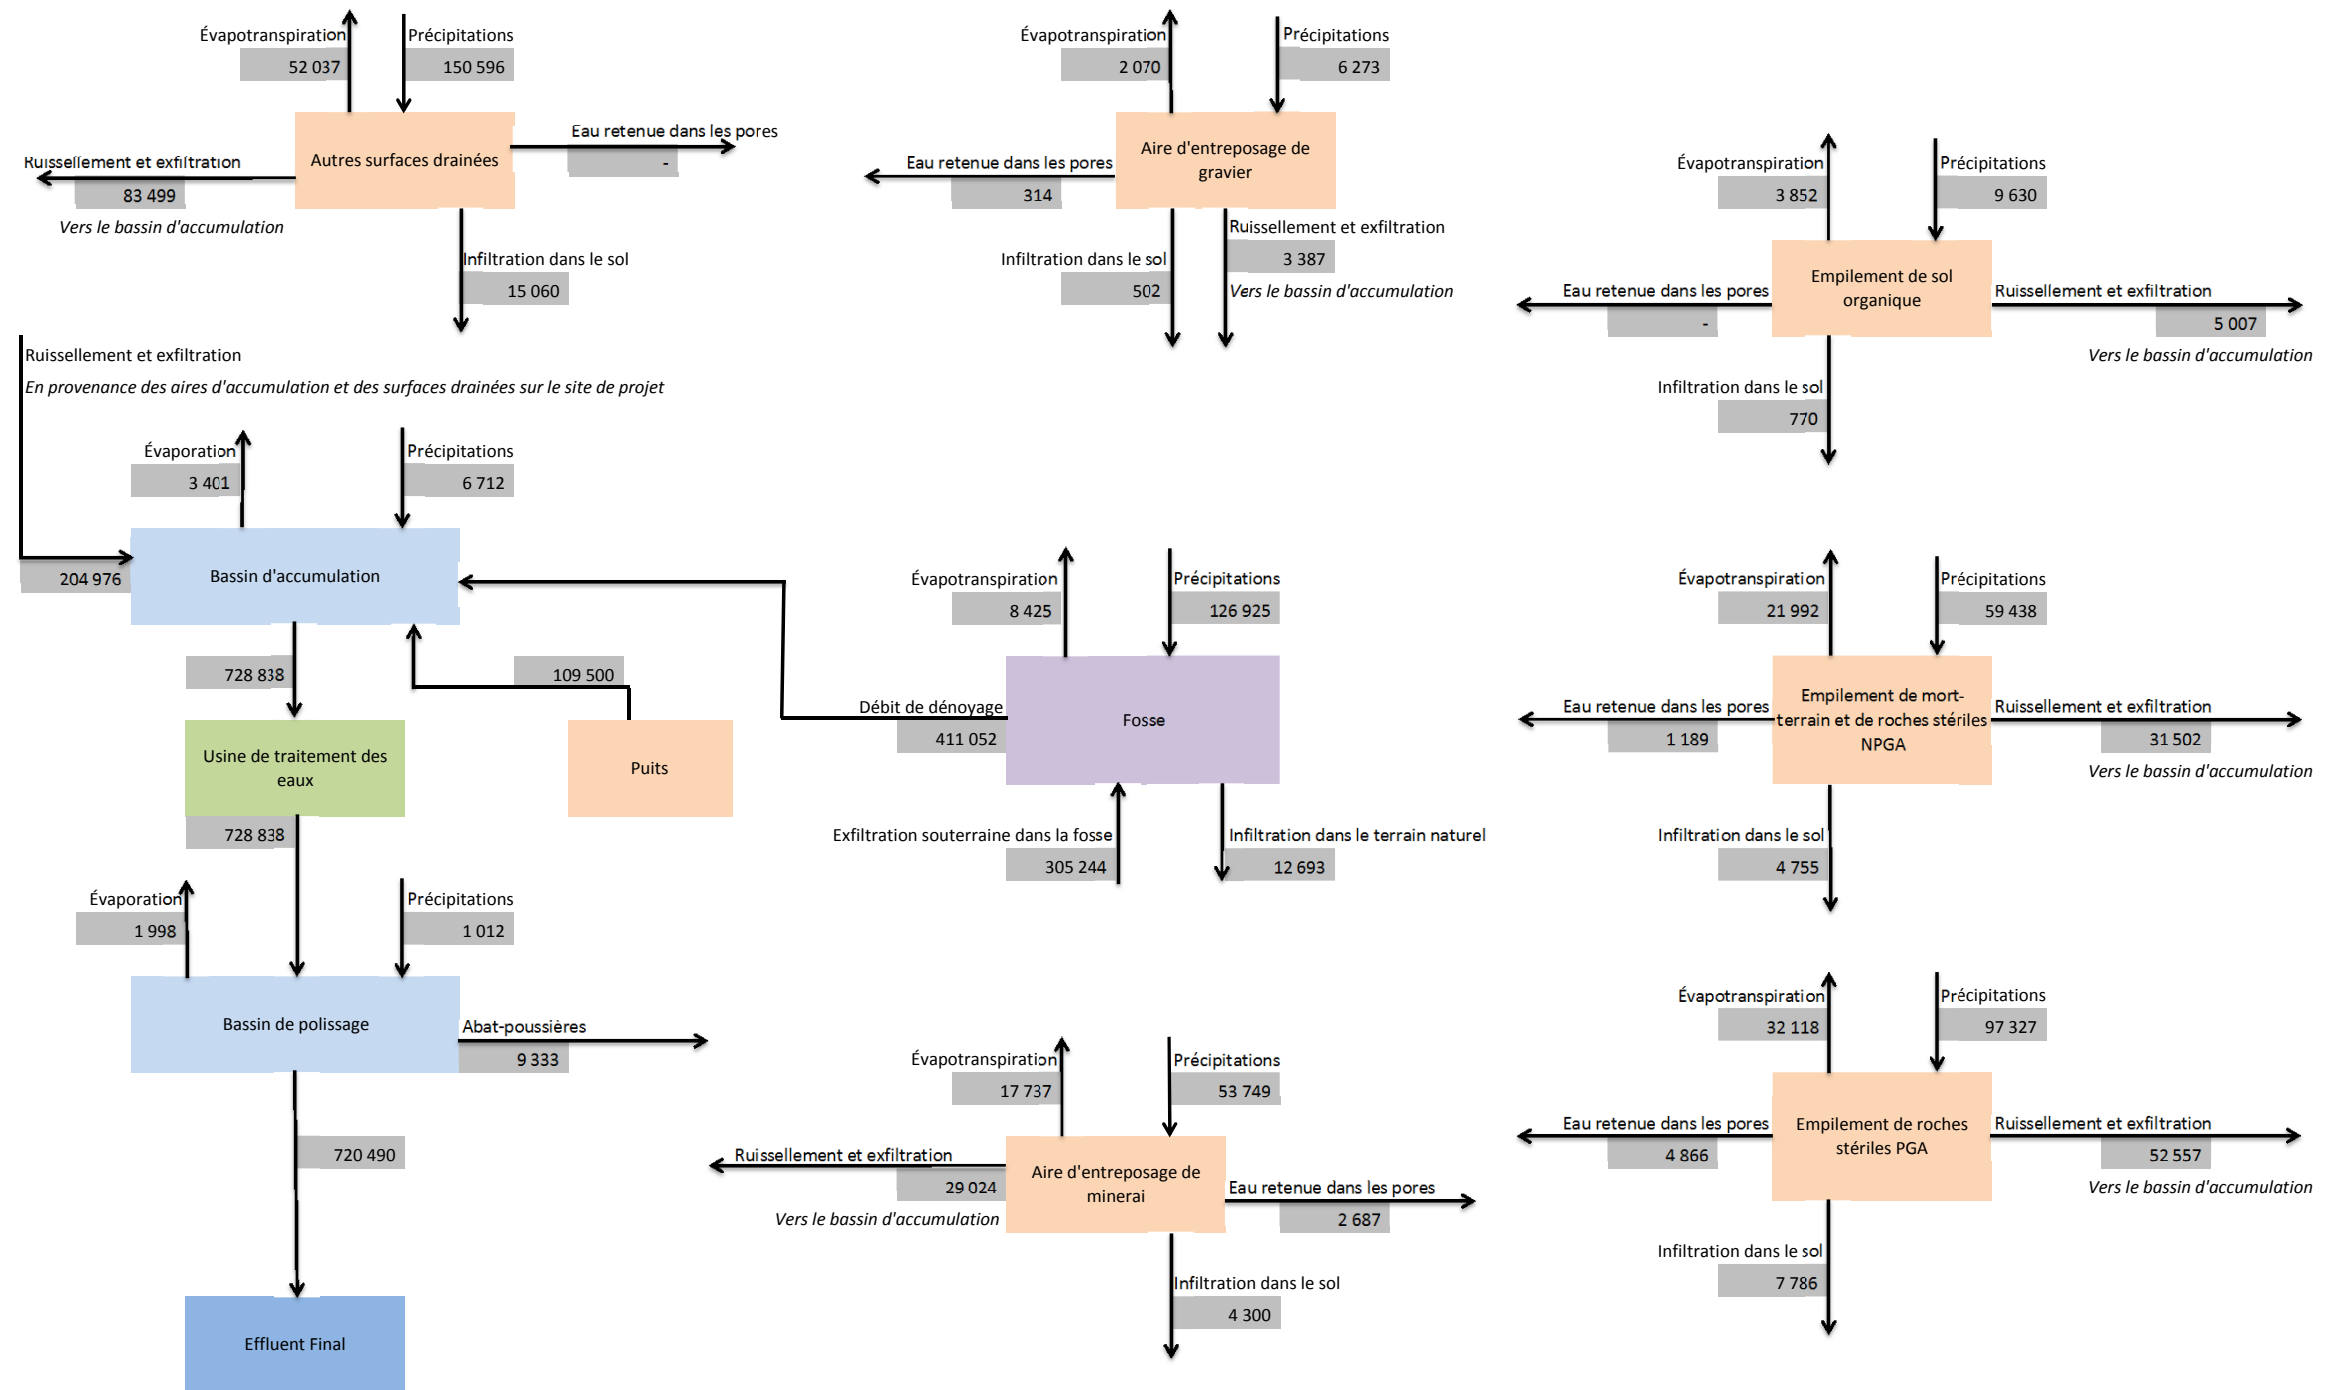 Évapotranspiration
52 037
Précipitations
150 596
Autres surfaces drainées
Eau retenue dans les pores
-
Ruissellement et exfiltration
83 499
Vers le bassin d'accumulation
Infiltration dans le sol
15 060
Évapotranspiration
2 070
Précipitations
6 273
Aire d'entreposage de
gravier
Eau retenue dans les pores
314
Infiltration dans le sol
502
Ruissellement et exfiltration
3 387
Vers le bassin d'accumulation
Évapotranspiration
3 852
Précipitations
9 630
Empilement de sol
organique
Eau retenue dans les pores
-
Ruissellement et exfiltration
5 007
Vers le bassin d'accumulation
Infiltration dans le sol
770
Ruissellement et exfiltration
En provenance des aires d'accumulation et des surfaces drainées sur le site de projet
Évaporation
3 401
Précipitations
6 712
204 976
Bassin d'accumulation
728 838
109 500
Usine de traitement des
eaux
Puits
728 838
Évapotranspiration
8 425
Précipitations
126 925
Débit de dénoyage
411 052
Fosse
Exfiltration souterraine dans la fosse
305 244
Infiltration dans le terrain naturel
12 693
Évapotranspiration
21 992
Précipitations
59 438
Eau retenue dans les pores
1 189
Empilement de mort-
terrain et de roches stériles
NPGA
Ruissellement et exfiltration
31 502
Vers le bassin d'accumulation
Infiltration dans le sol
4 755
Évaporation
1 998
Précipitations
1 012
Bassin de polissage
Abat-poussières
9 333
720 490
Effluent Final
Évapotranspiration
17 737
Précipitations
53 749
Ruissellement et exfiltration
29 024
Vers le bassin d'accumulation
Aire d'entreposage de
minerai
Eau retenue dans les pores
2 687
Infiltration dans le sol
4 300
Évapotranspiration
32 118
Précipitations
97 327
Eau retenue dans les pores
4 866
Empilement de roches
stériles PGA
Ruissellement et exfiltration
52 557
Vers le bassin d'accumulation
Infiltration dans le sol
7 786